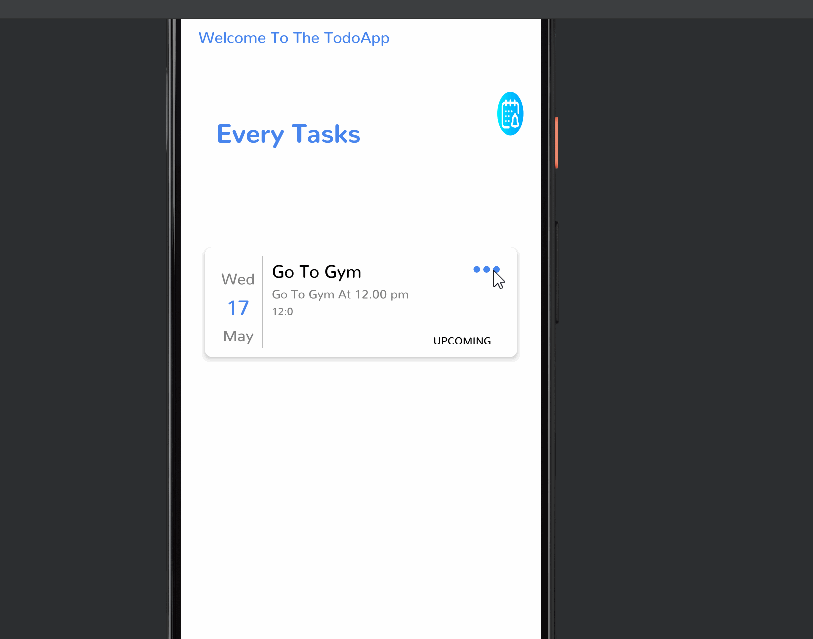 Welcome To The TodoApp
Every Tasks
Wed
17
May
Go To Gym
Go To Gym At 12.00 pm
12:0
UPCOMING